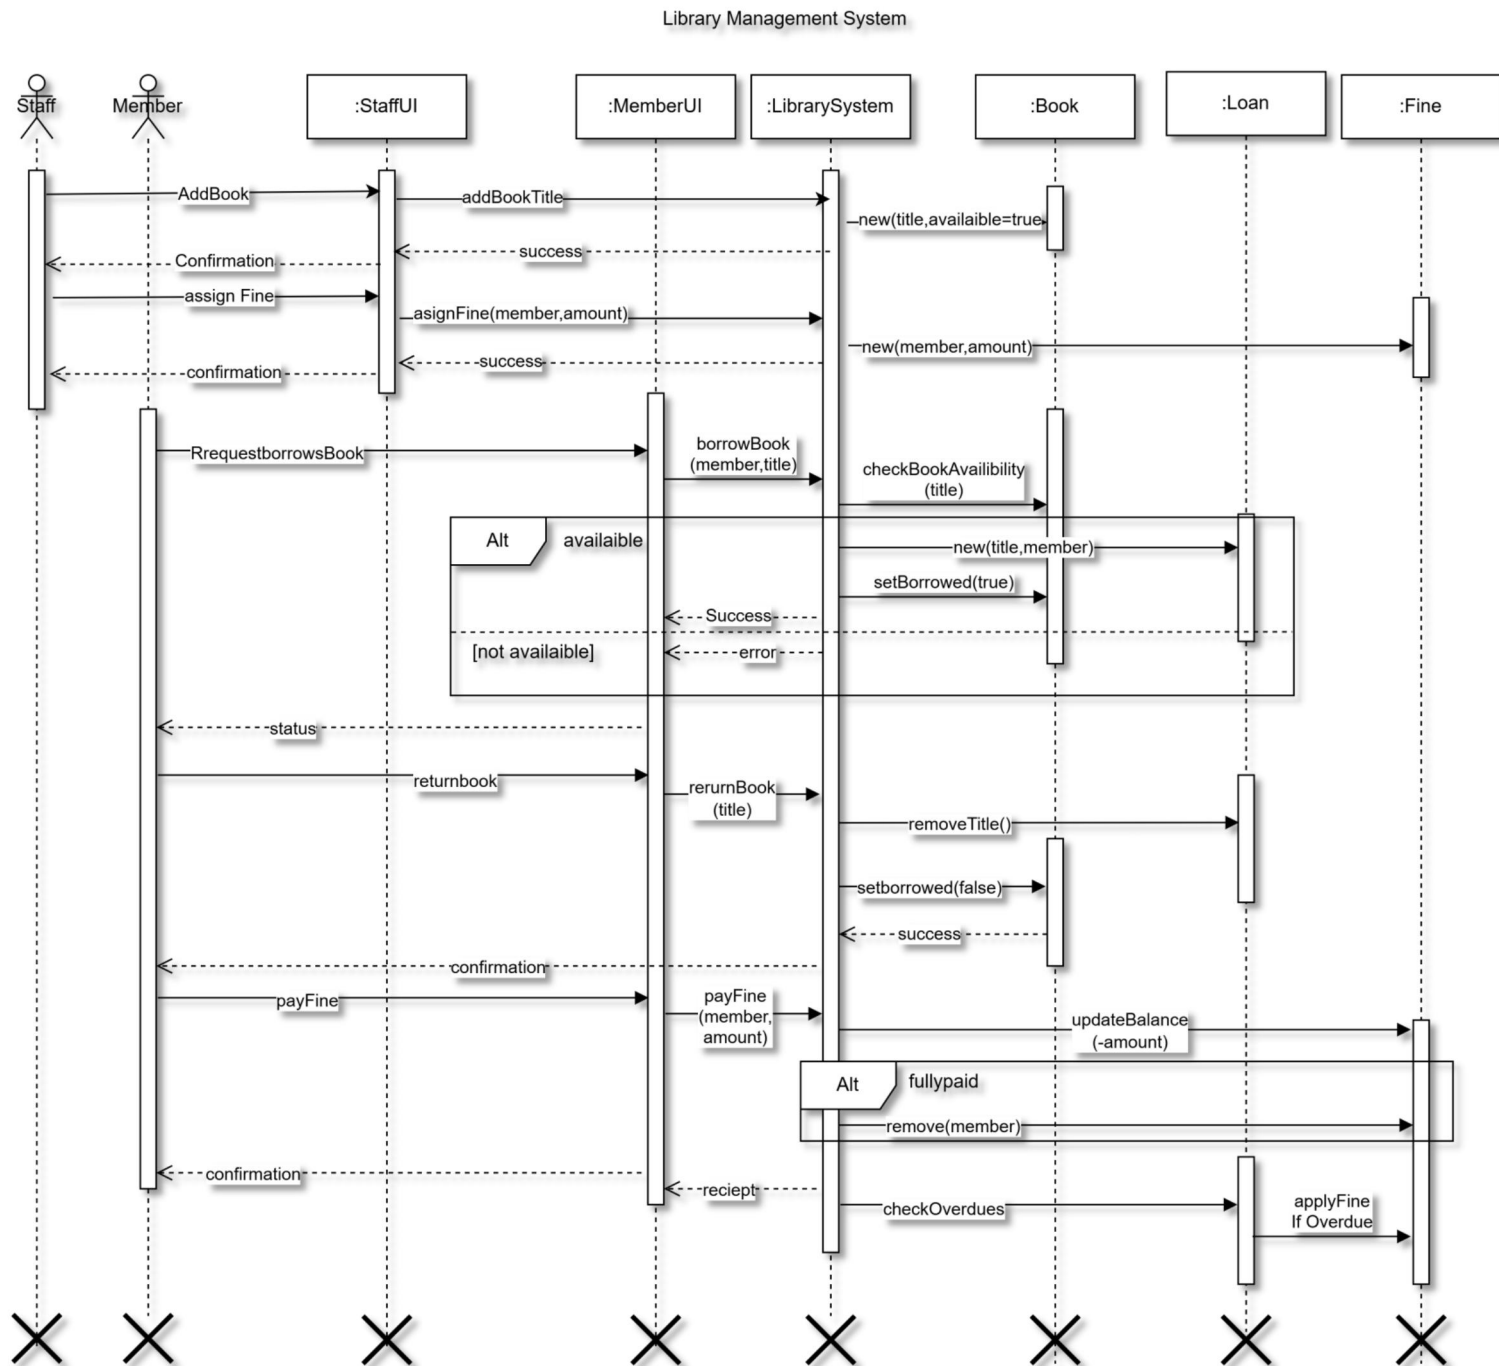 Library Management System
Staff
Member
:StaffUI
:MemberUI
:LibrarySystem
:Book
:Loan
:Fine
AddBook
addBookTitle
new(title,availaible=true
success
Confirmation
assign Fine
asignFine(member,amount)
new(member,amount)
success
confirmation
RrequestborrowsBook
borrowBook
(member,title)
checkBookAvailibility
(title)
Alt
availaible
new(title,member)
setBorrowed(true)
Success
[not available]
error
status
returnbook
rerurnBook
(title)
removeTitle()
setborrowed(false)
success
confirmation
payFine
payFine
(member,
amount)
updateBalance
(-amount)
Alt
fullypaid
remove(member)
confirmation
reciept
checkOverdues
applyFine
If Overdue